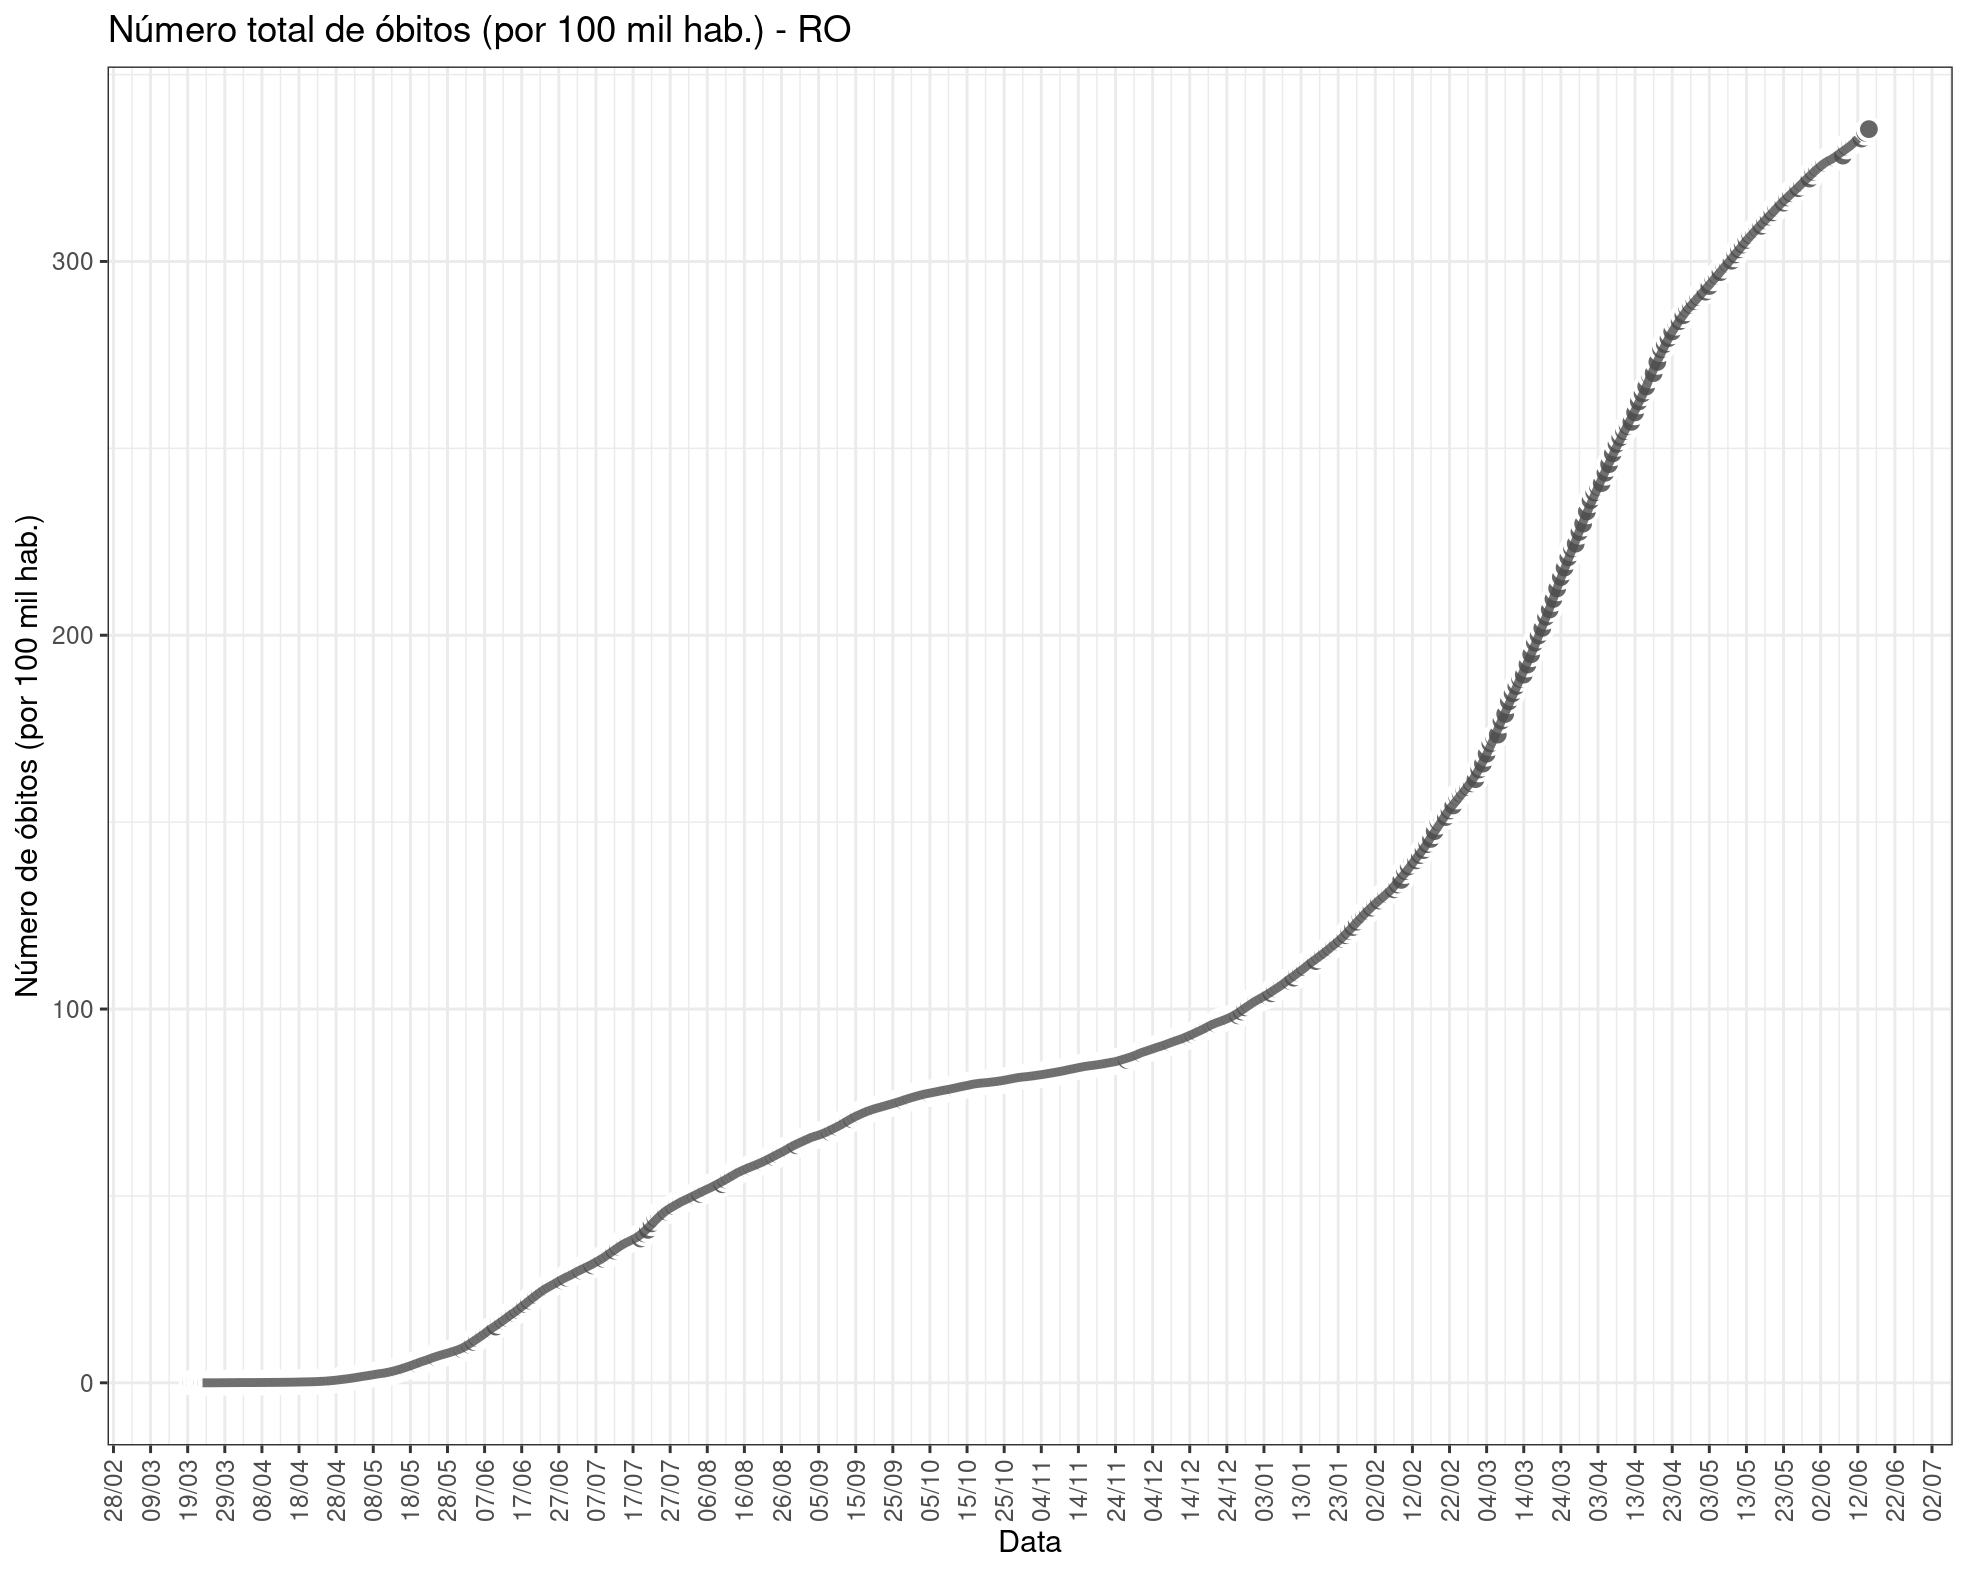 Número total de óbitos (por 100 mil hab.) - RO
Número de óbitos (por 100 mil hab.)
300
200
100
0
28/02 09/03 19/03 29/03 08/04 18/04 28/04 08/05 18/05 28/05 07/06 17/06 27/06 07/07 17/07 27/07 06/08 16/08 26/08 05/09 15/09 25/09 05/10 15/10 25/10 04/11 14/11 24/11 04/12 14/12 24/12 03/01 13/01 23/01 02/02 12/02 22/02 04/03 14/03 24/03 03/04 13/04 23/04 03/05 13/05 23/05 02/06 12/06 22/06 02/07
Data